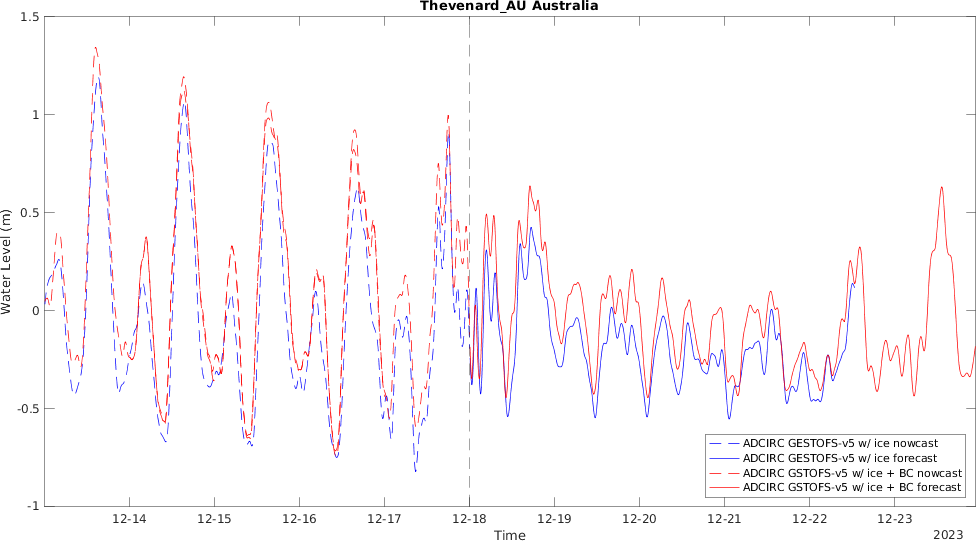 Thevenard_AU Australia
1.5
1
0.5
0
-0.5
-1
Water Level (m)
12-14 12-15 12-16 12-17 12-18 12-19 12-20 12-21 12-22 12-23
Time
2023
ADCIRC GESTOFS-v5 w/ ice nowcast
ADCIRC GESTOFS-v5 w/ ice forecast
ADCIRC GSTOFS-v5 w/ ice + BC nowcast
ADCIRC GSTOFS-v5 w/ ice + BC forecast